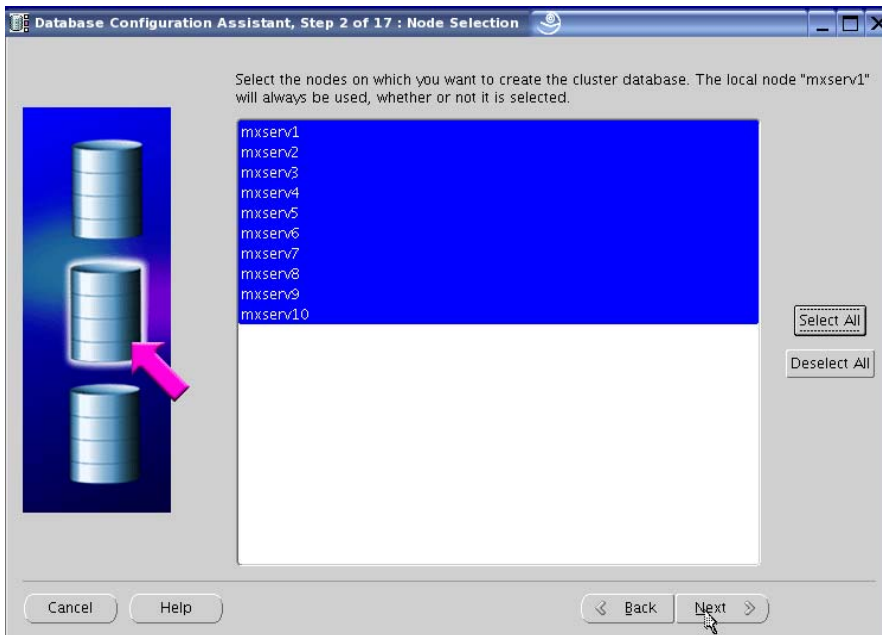 Database Configuration Assistant, Step 2 of 17 : Node Selection
Select the nodes on which you want to create the cluster database. The local node "mxserv1"
will always be used, whether or not it is selected.
mxserv1
mxserv2
mxserv3
mxserv4
mxserv5
mxserv6
mxserv7
mxserv8
mxserv9
mxserv10
Select All
Deselect All
Cancel
Help
Back
Next